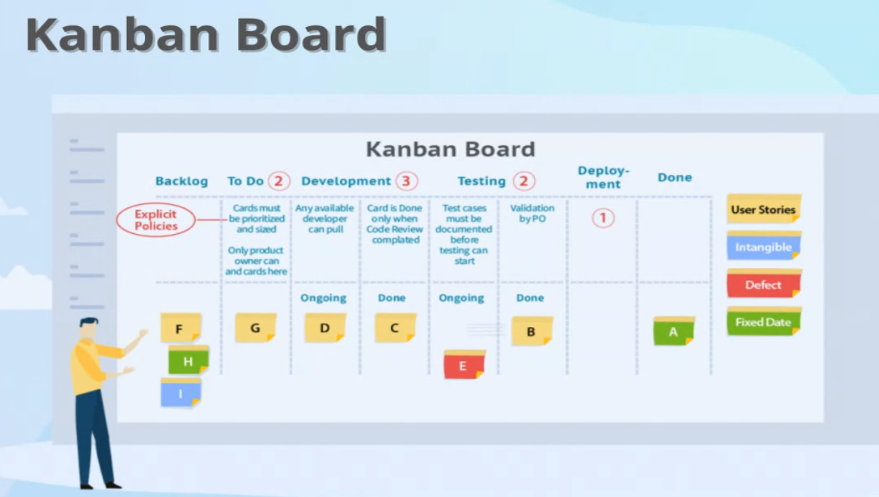 Kanban Board
Kanban Board
Backlog
To Do 2
Development 3
Testing 2
Deploy-
ment
Done
Explicit
Policies
Cards must
be prioritized
and sized
Only product
owner can
and cards here
Any available
developer
can pull
Card is Done
only when
Code Review
complated
Test cases
must be
documented
before
testing can
start
Validation
by PO
1
Ongoing
Done
Ongoing
Done
F
H
I
G
D
C
E
B
A
User Stories
Intangible
Defect
Fixed Date